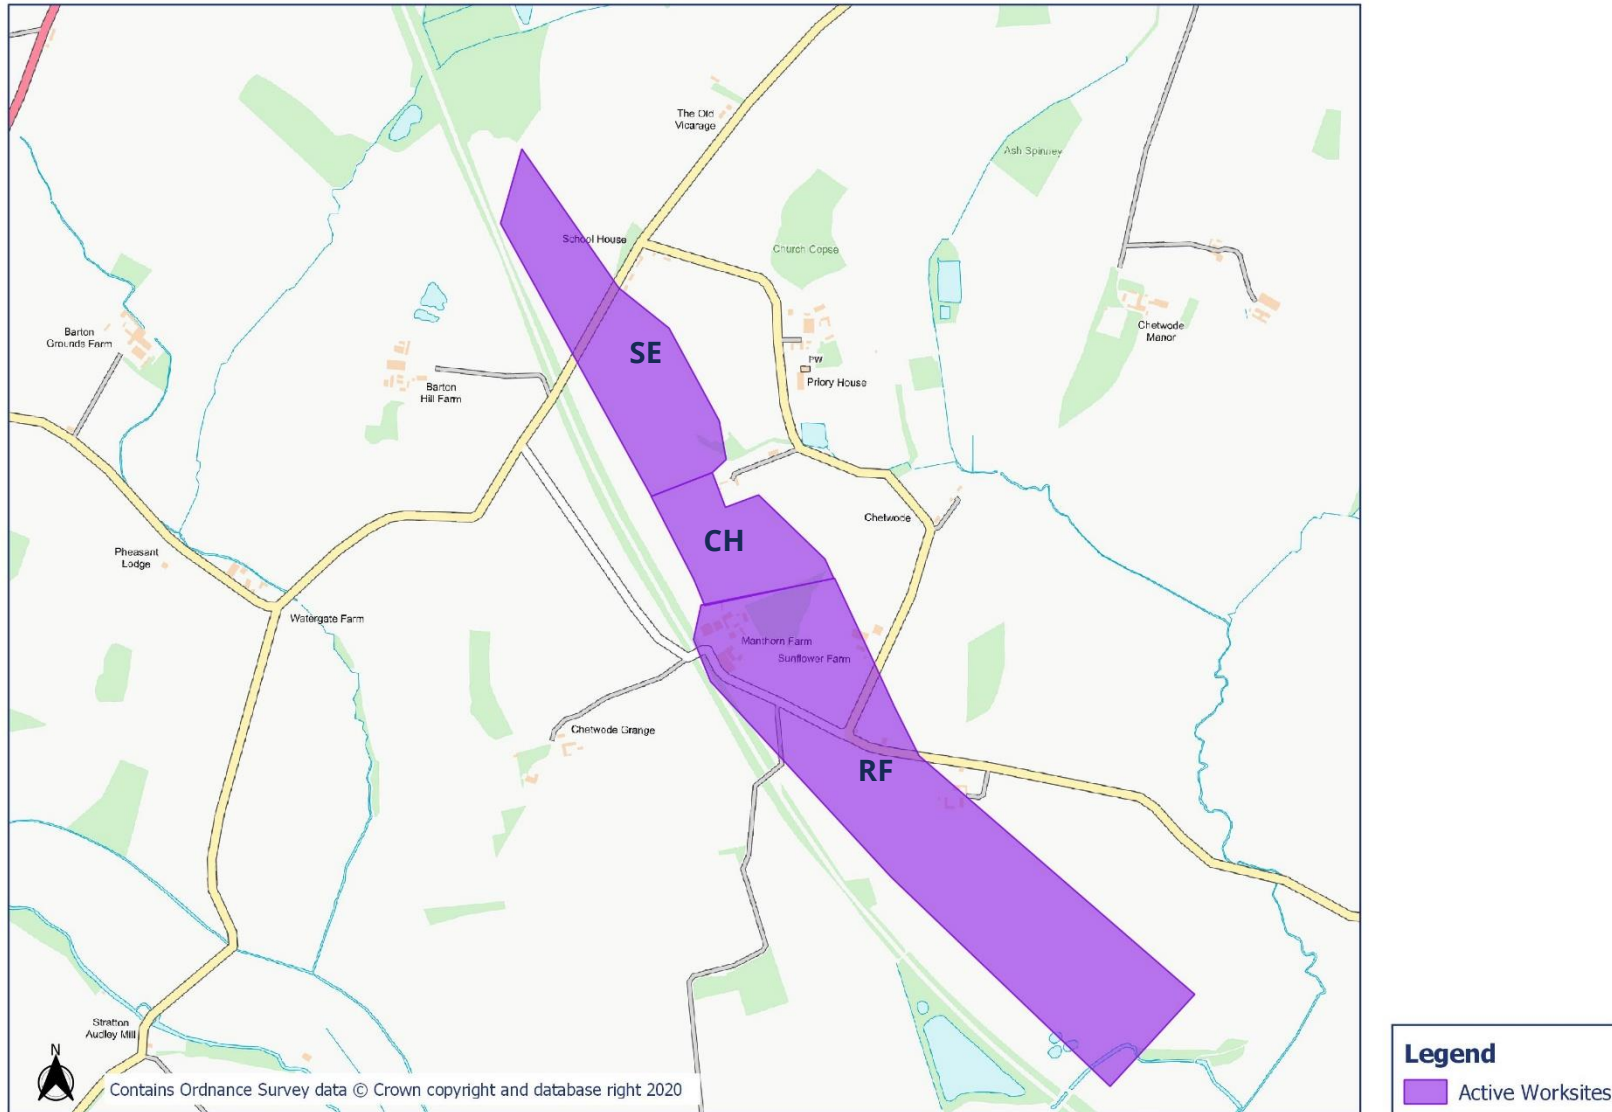 The Old
Vicarage
Ash Spinney
School House
Church Copse
Barton
Grounds Farm
Chetwode
Manor
SE
PW
Priory House
Barton
Hill Farm
Chetwode
CH
Pheasant
Lodge
Watergate Farm
Manthorn Farm
Sunflower Farm
Chetwode Grange
RF
Stratton
Audley Mill
N
Contains Ordnance Survey data © Crown copyright and database right 2020
Legend
Active Worksites